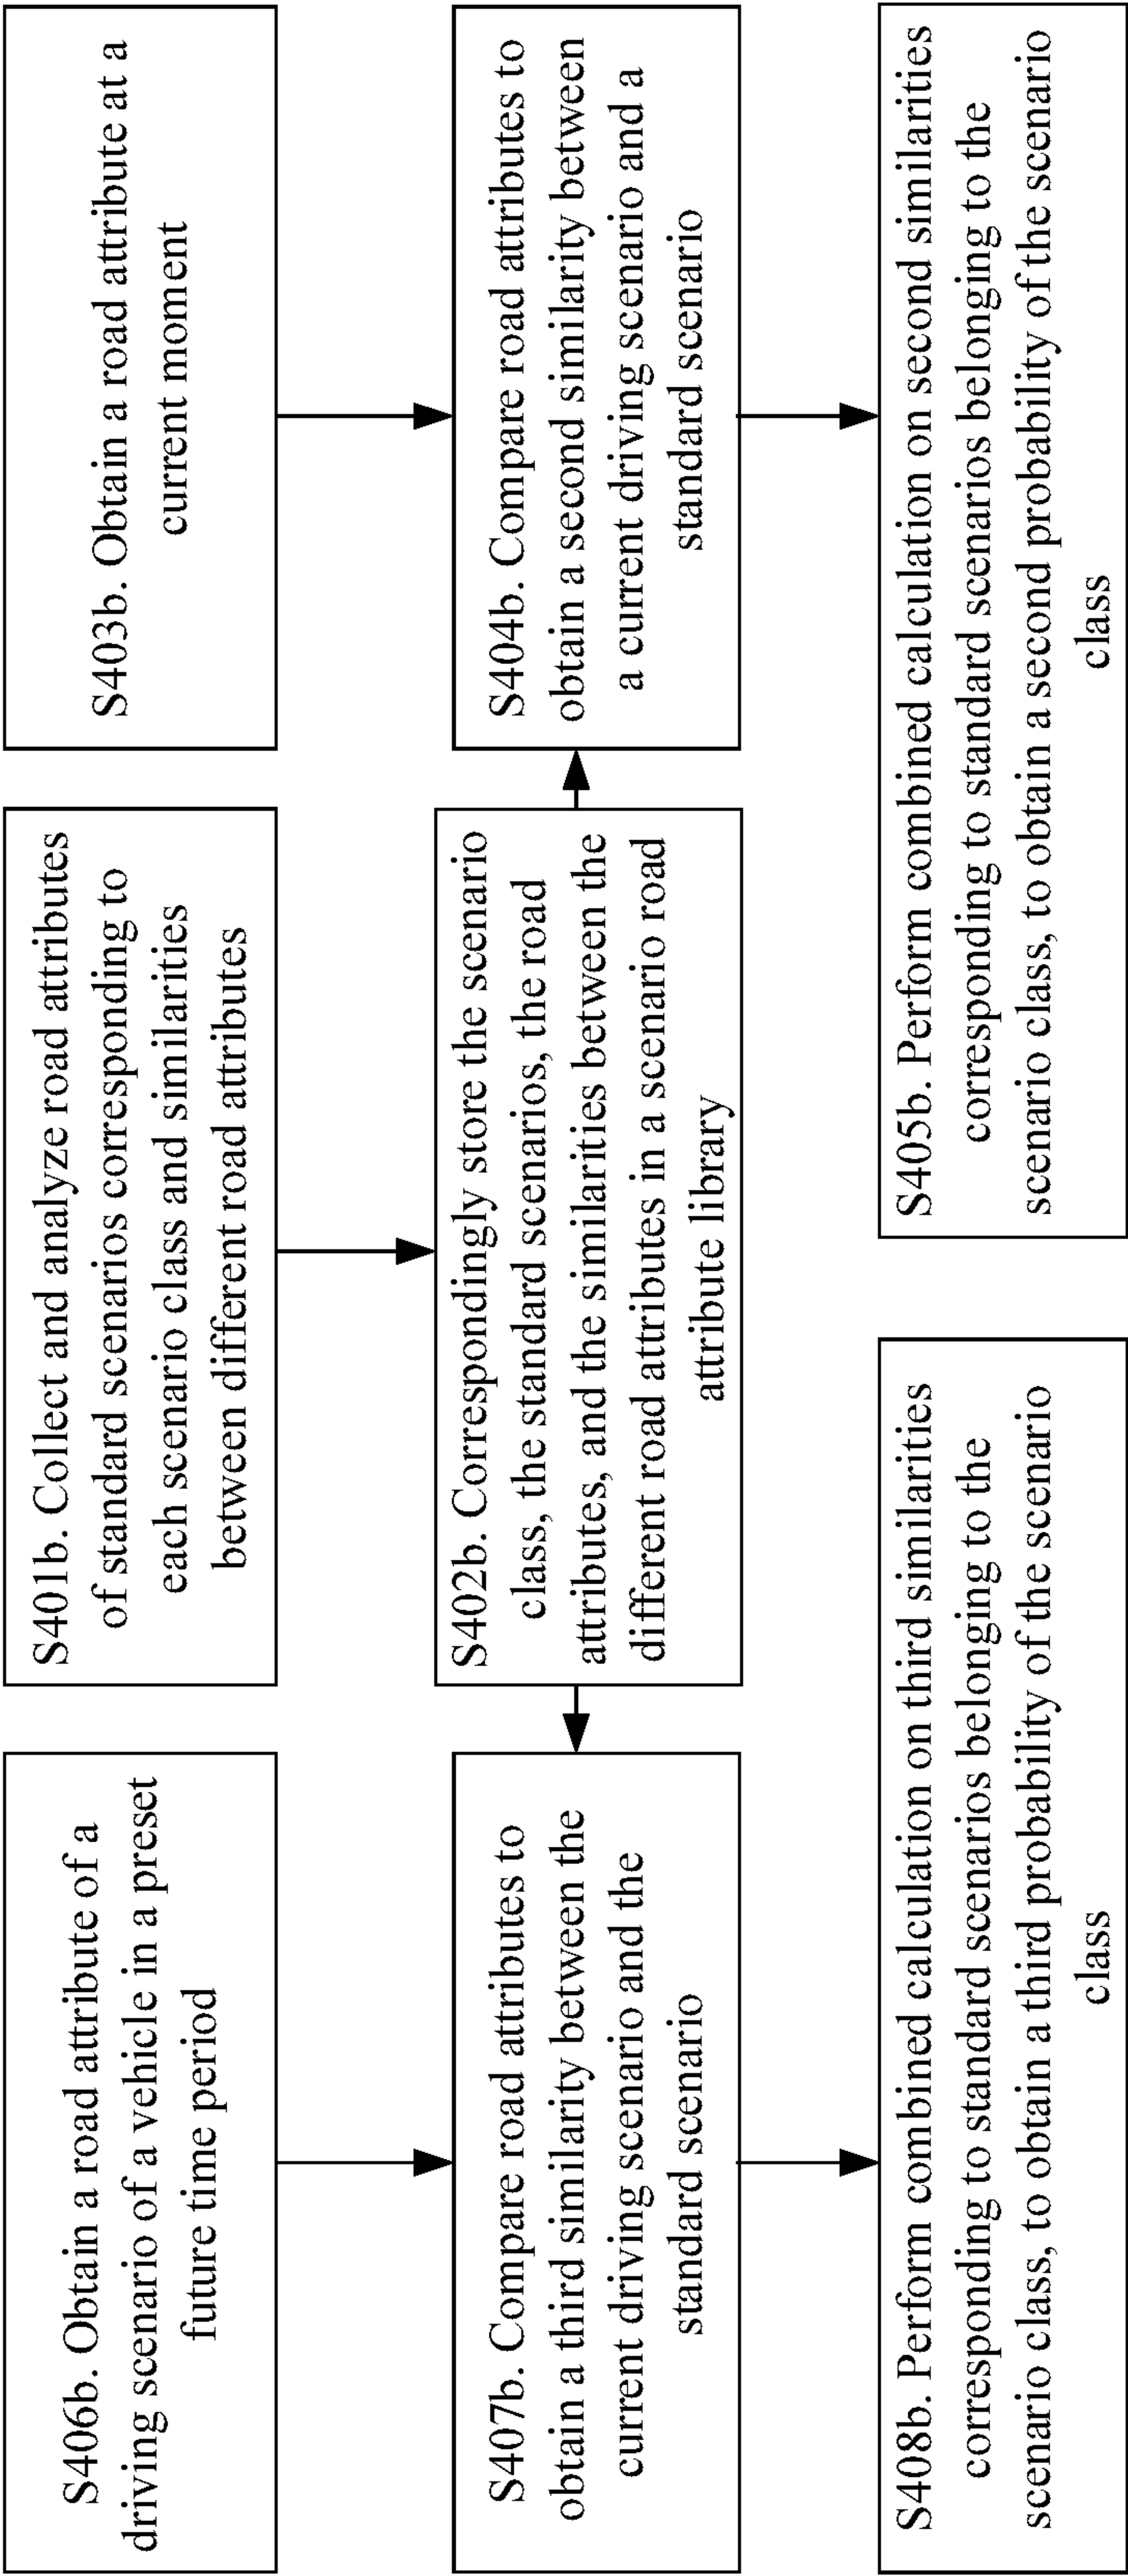 S406b. Obtain a road attribute of a
driving scenario of a vehicle in a preset
future time period
S401b. Collect and analyze road attributes
of standard scenarios corresponding to
each scenario class and similarities
between different road attributes
S403b. Obtain a road attribute at a
current moment
S407b. Compare road attributes to
obtain a third similarity between the
current driving scenario and the
standard scenario
S402b. Correspondingly store the scenario
class, the standard scenarios, the road
attributes, and the similarities between the
different road attributes in a scenario road
attribute library
S404b. Compare road attributes to
obtain a second similarity between
a current driving scenario and a
standard scenario
S408b. Perform combined calculation on third similarities
corresponding to standard scenarios belonging to the
scenario class, to obtain a third probability of the scenario
class
S405b. Perform combined calculation on second similarities
corresponding to standard scenarios belonging to the
scenario class, to obtain a second probability of the scenario
class